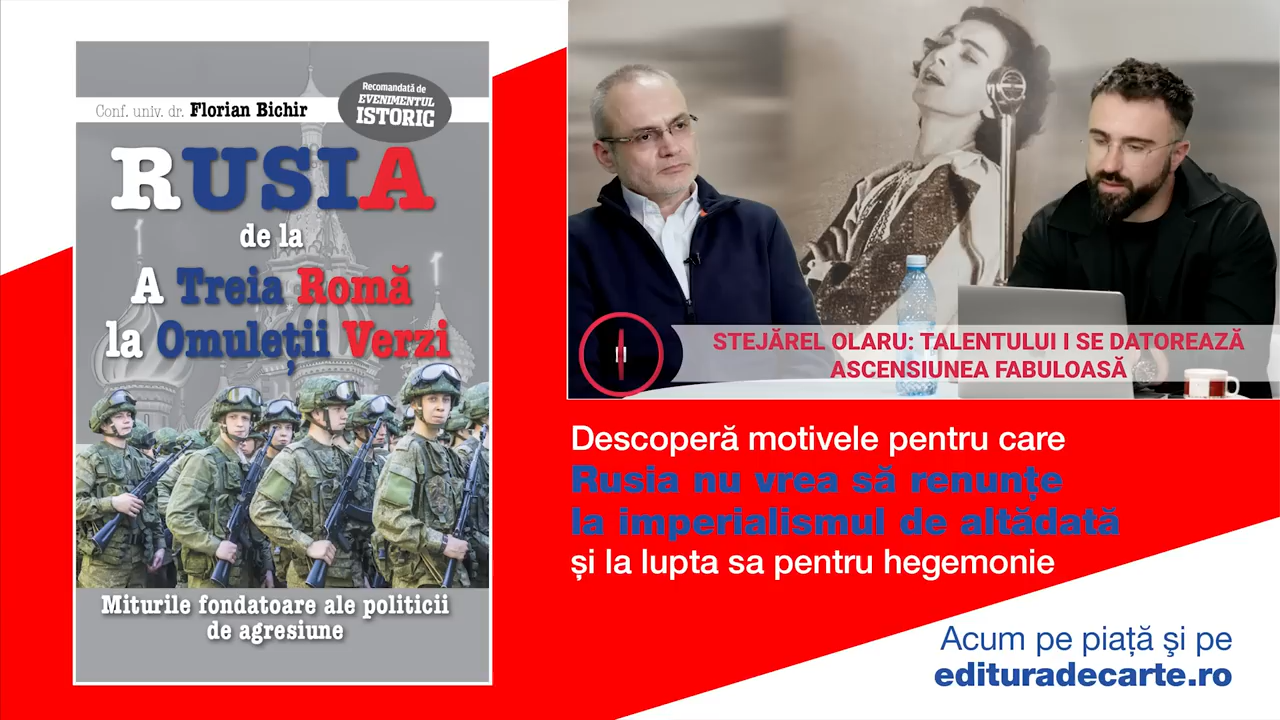 Conf. univ. dr. Florian Bichir
Recomandată de
EVENIMENTUL
ISTORIC
RUSIA
de la
A Treia Romă
la Omuleții Verzi
Miturile fondatoare ale politicii
de agresiune
STEJĂREL OLARU: TALENTULUI I SE DATOREAZĂ
ASCENSIUNEA FABULOASĂ
Descoperă motivele pentru care
Rusia nu vrea să renunțe
la imperialismul de altădată
și la lupta sa pentru hegemonie
Acum pe piață şi pe
edituradecarte.ro